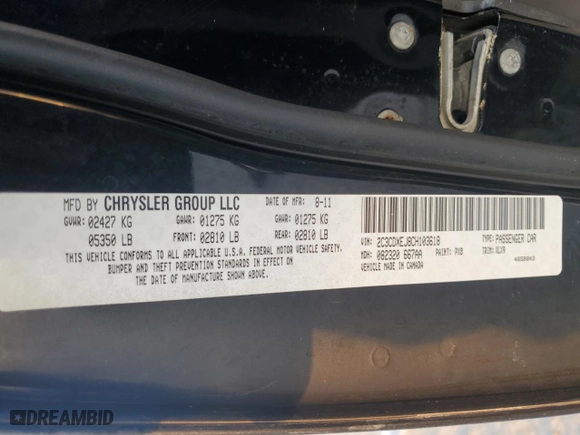 MFD BY CHRYSLER GROUP LLC
DATE OF MFR: 8-11
GVWR: 02427 KG GAWR: 01275 KG GAWR: 01275 KG
05350 LB FRONT: 02810 LB REAR: 02810 LB
THIS VEHICLE CONFORMS TO ALL APPLICABLE U.S.A. FEDERAL MOTOR VEHICLE SAFETY,
BUMPER AND THEFT PREVENTION STANDARDS IN EFFECT ON
THE DATE OF MANUFACTURE SHOWN ABOVE.
VIN: 2C3CDXEJ8CH103618 TYPE: PASSENGER CAR
MDH: 082320 667AA PAINT: PXB TRIM:
VEHICLE MADE IN CANADA
DREAMBID